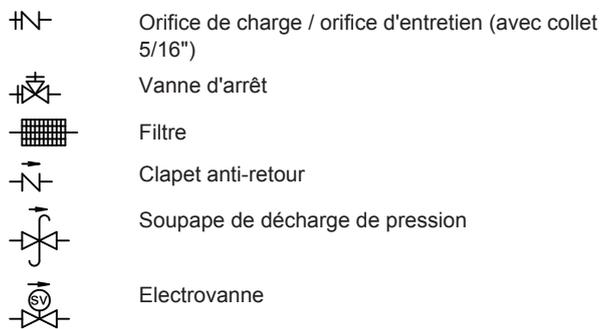 Orifice de charge / orifice d'entretien (avec collet
5/16")
Vanne d'arrêt
Filtre
Clapet anti-retour
Soupape de décharge de pression
SV
Electrovanne